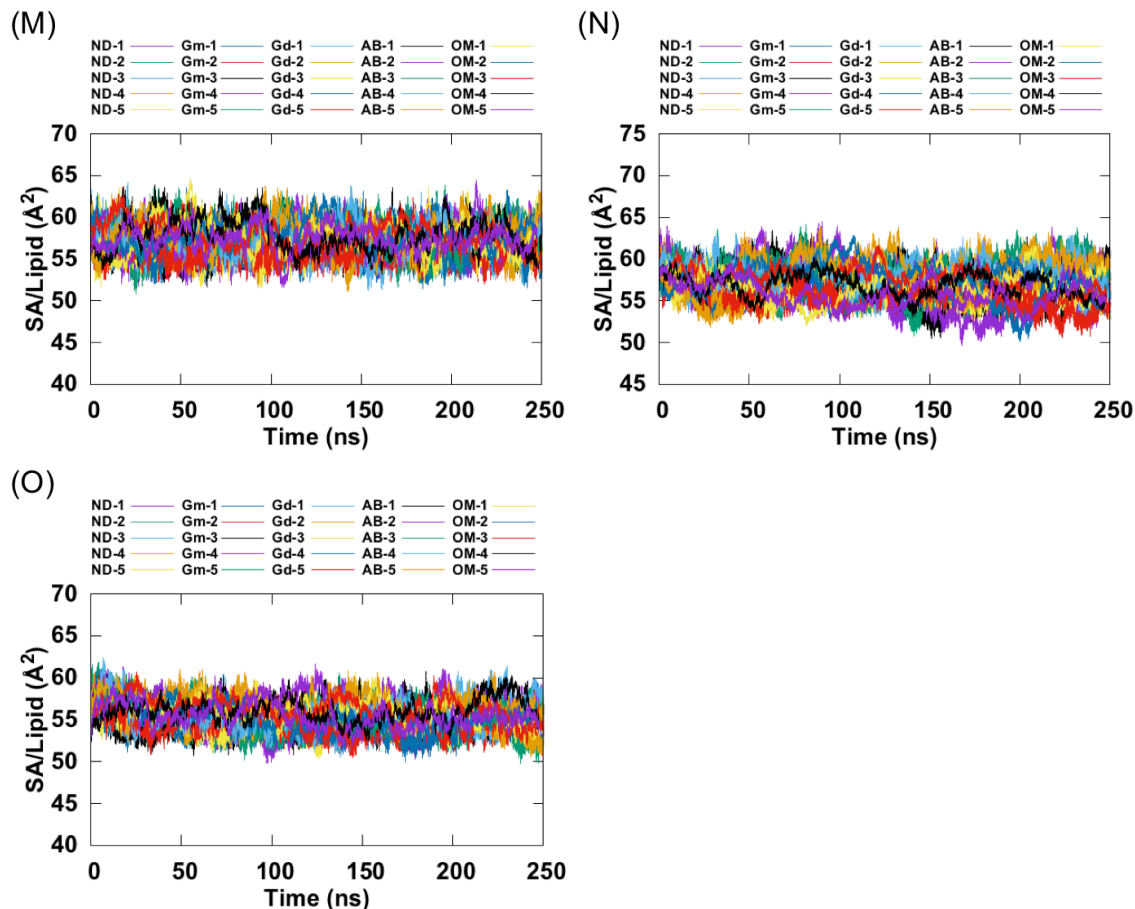 (M)
ND-1 Gm-1 Gd-1 AB-1 OM-1
ND-2 Gm-2 Gd-2 AB-2 OM-2
ND-3 Gm-3 Gd-3 AB-3 OM-3
ND-4 Gm-4 Gd-4 AB-4 OM-4
ND-5 Gm-5 Gd-5 AB-5 OM-5
70
65
60
55
50
45
40
SA/Lipid (Å²)
0 50 100 150 200 250
Time (ns)
(N)
ND-1 Gm-1 Gd-1 AB-1 OM-1
ND-2 Gm-2 Gd-2 AB-2 OM-2
ND-3 Gm-3 Gd-3 AB-3 OM-3
ND-4 Gm-4 Gd-4 AB-4 OM-4
ND-5 Gm-5 Gd-5 AB-5 OM-5
75
70
65
60
55
50
45
SA/Lipid (Å²)
0 50 100 150 200 250
Time (ns)
(O)
ND-1 Gm-1 Gd-1 AB-1 OM-1
ND-2 Gm-2 Gd-2 AB-2 OM-2
ND-3 Gm-3 Gd-3 AB-3 OM-3
ND-4 Gm-4 Gd-4 AB-4 OM-4
ND-5 Gm-5 Gd-5 AB-5 OM-5
70
65
60
55
50
45
40
SA/Lipid (Å²)
0 50 100 150 200 250
Time (ns)